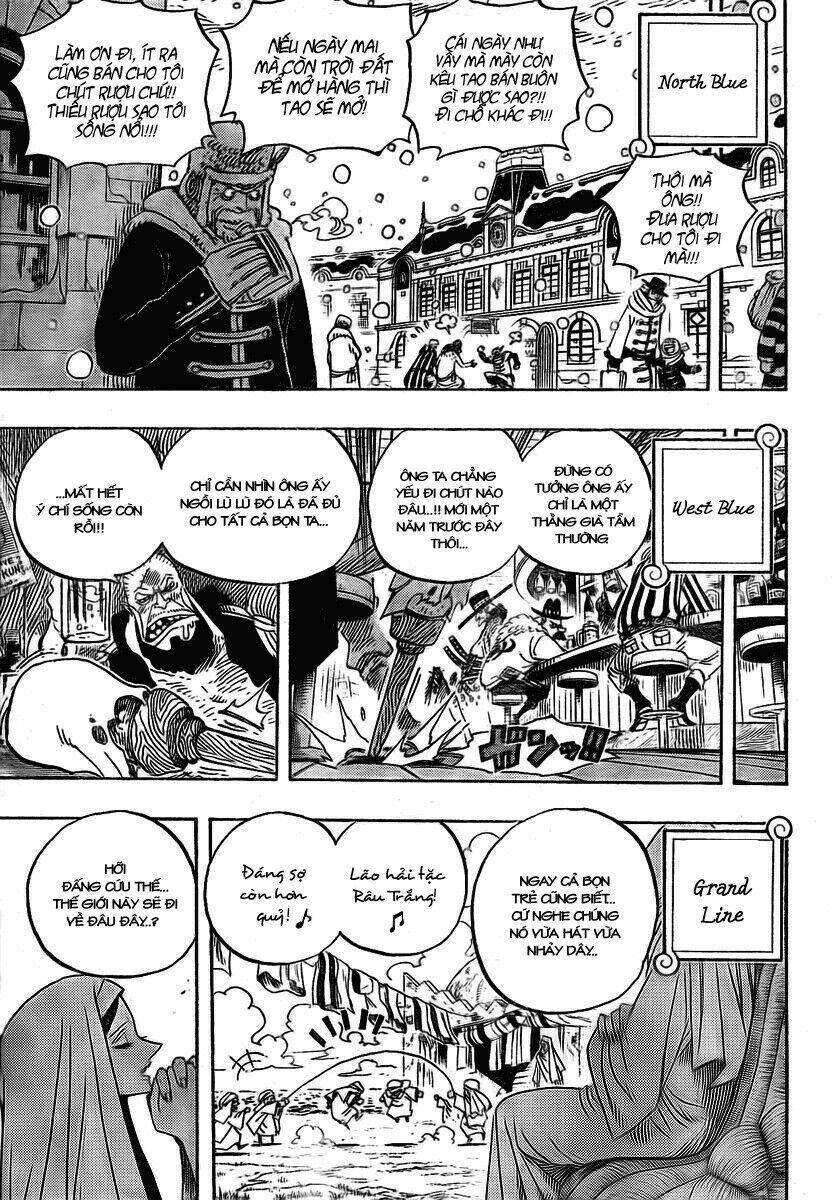 North Blue
CÁI NGÀY NHƯ
VẦY MÀ MÀY CÒN
KÊU TAO BÁN BUÔN
GÌ ĐƯỢC SAO?!!
ĐI CHỖ KHÁC ĐI!!
NẾU NGÀY MAI
MÀ CÒN TRỜI ĐẤT
ĐỂ MỞ HÀNG THÌ
TAO SẼ MỞ!
LÀM ƠN ĐI, ÍT RA
CŨNG BÁN CHO TÔI
CHÚT RƯỢU CHỨ!!
THIẾU RƯỢU SAO TÔI
SỐNG NỔI!!!
THÔI MÀ
ÔNG!!
ĐƯA RƯỢU
CHO TÔI ĐI
MÀ!!!
West Blue
ĐỪNG CÓ
TƯỞNG ÔNG ẤY
CHỈ LÀ MỘT
THẰNG GIÀ TẦM
THƯỜNG
ÔNG TA CHẲNG
YẾU ĐI CHÚT NÀO
ĐÂU...!! MỚI MỘT
NĂM TRƯỚC ĐÂY
THÔI...
ガンッ!!
CHỈ CẦN NHÌN ÔNG ẤY
NGỒI LÙ LÙ ĐÓ LÀ ĐÃ ĐỦ
CHO TẤT CẢ BỌN TA...
...MẤT HẾT
Ý CHÍ SỐNG CÒN
RỒI!!
Grand
Line
NGAY CẢ BỌN
TRẺ CŨNG BIẾT...
CỨ NGHE CHÚNG
NÓ VỪA HÁT VỪA
NHẢY DÂY..
Lão hải tặc
Râu Trắng!
♪
Đáng sợ
còn hơn
quỷ! ♪
HỠI
ĐẤNG CỨU THẾ...
THẾ GIỚI NÀY SẼ ĐI
VỀ ĐÂU ĐÂY..?